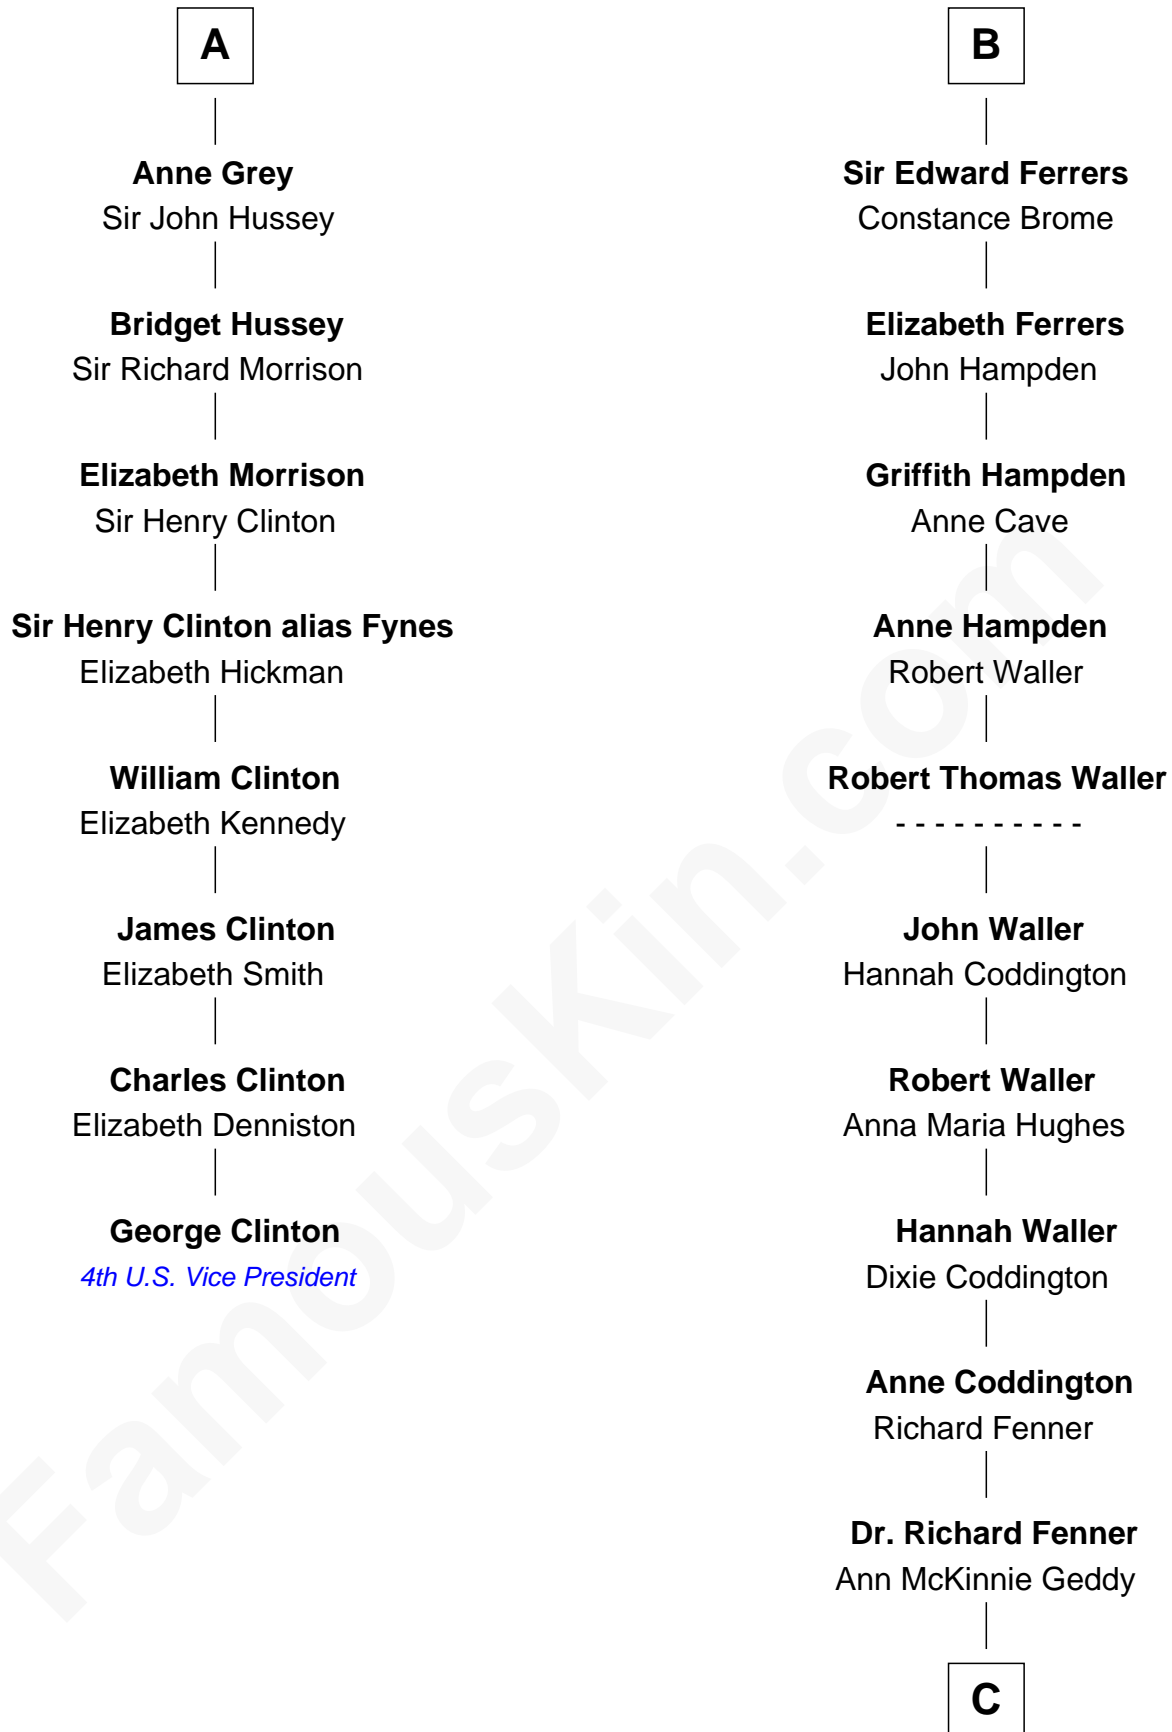 A
Anne Grey
Sir John Hussey
Bridget Hussey
Sir Richard Morrison
Elizabeth Morrison
Sir Henry Clinton
Sir Henry Clinton alias Fynes
Elizabeth Hickman
William Clinton
Elizabeth Kennedy
James Clinton
Elizabeth Smith
Charles Clinton
Elizabeth Denniston
George Clinton
4th U.S. Vice President
B
Sir Edward Ferrers
Constance Brome
Elizabeth Ferrers
John Hampden
Griffith Hampden
Anne Cave
Anne Hampden
Robert Waller
Robert Thomas Waller
- - - - - - - - - -
John Waller
Hannah Coddington
Robert Waller
Anna Maria Hughes
Hannah Waller
Dixie Coddington
Anne Coddington
Richard Fenner
Dr. Richard Fenner
Ann McKinnie Geddy
C
FamousKin.com